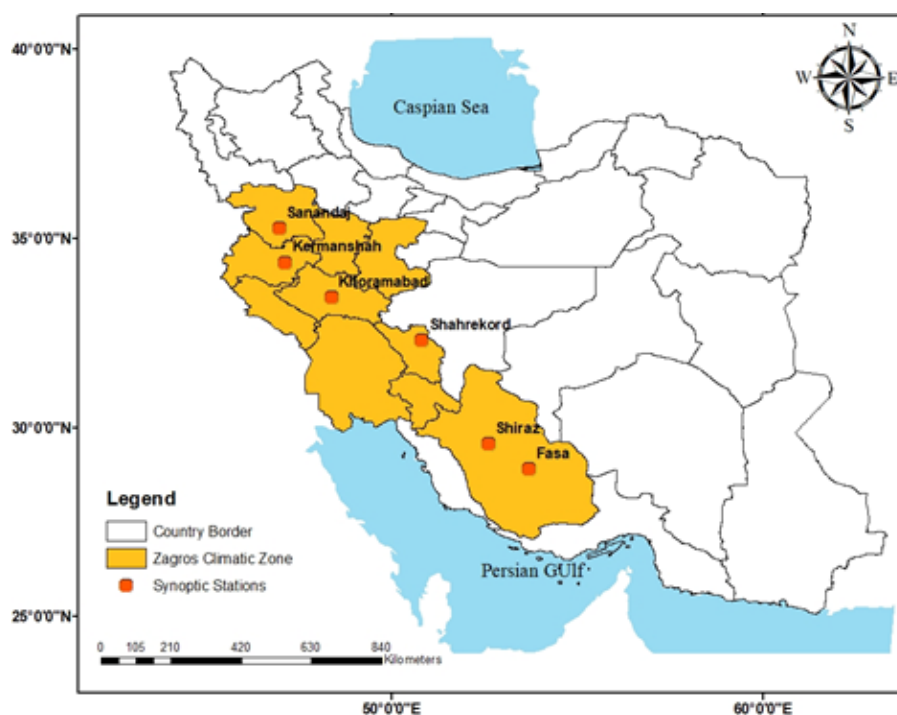 40°0'0"N
N
W
E
S
Caspian Sea
Sanandaj
35°0'0"N
Kermanshah
Khoramabad
Shahrekord
30°0'0"N
Shiraz
Fasa
Legend
Country Border
Zagros Climatic Zone
Persian GUlf
Synoptic Stations
25°0'0"N
0 105 210 420 630 840
Kilometers
50°0'0"E
60°0'0"E